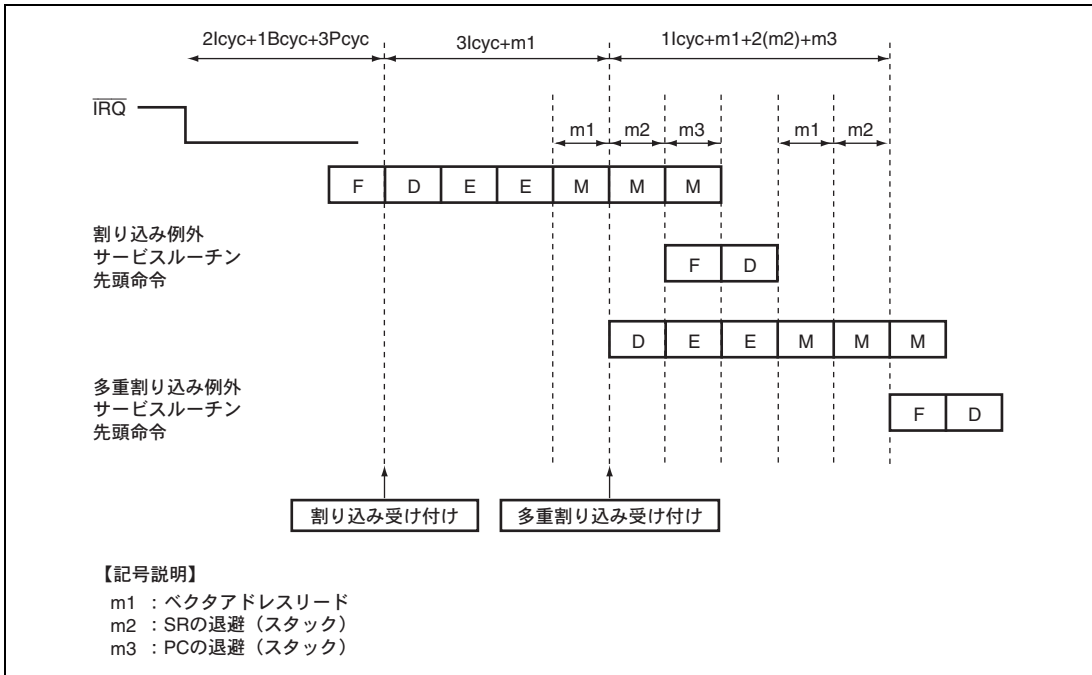 2Icyc+1Bcyc+3Pcyc 3Icyc+m1 1Icyc+m1+2(m2)+m3
IRQ
m1 m2 m3 m1 m2
F D E E M M M
割り込み例外
サービスルーチン
先頭命令
F D
D E E M M M
多重割り込み例外
サービスルーチン
先頭命令
F D
割り込み受け付け 多重割り込み受け付け
【記号説明】
m1 :ベクタアドレスリード
m2 :SRの退避(スタック)
m3 :PCの退避(スタック)